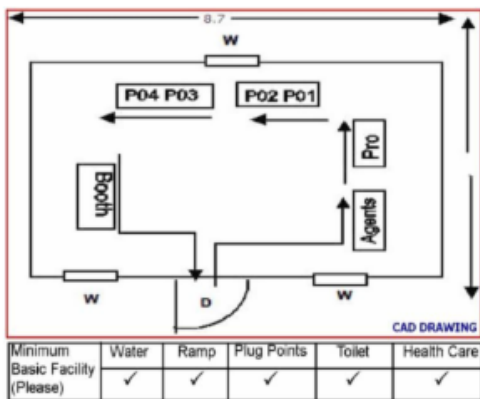 8.7
W
P04 P03
P02 P01
Pro
Booth
Agents
W
D
W
CAD DRAWING
Minimum Basic Facility (Please)
Water
Ramp
Plug Points
Toilet
Health Care
✓ ✓ ✓ ✓ ✓